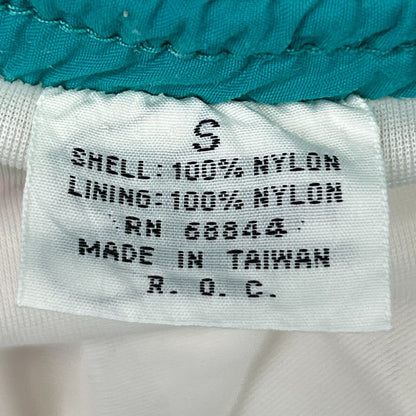 S
SHELL: 100% NYLON
LINING: 100% NYLON
RN 68844
MADE IN TAIWAN
R. O. C.